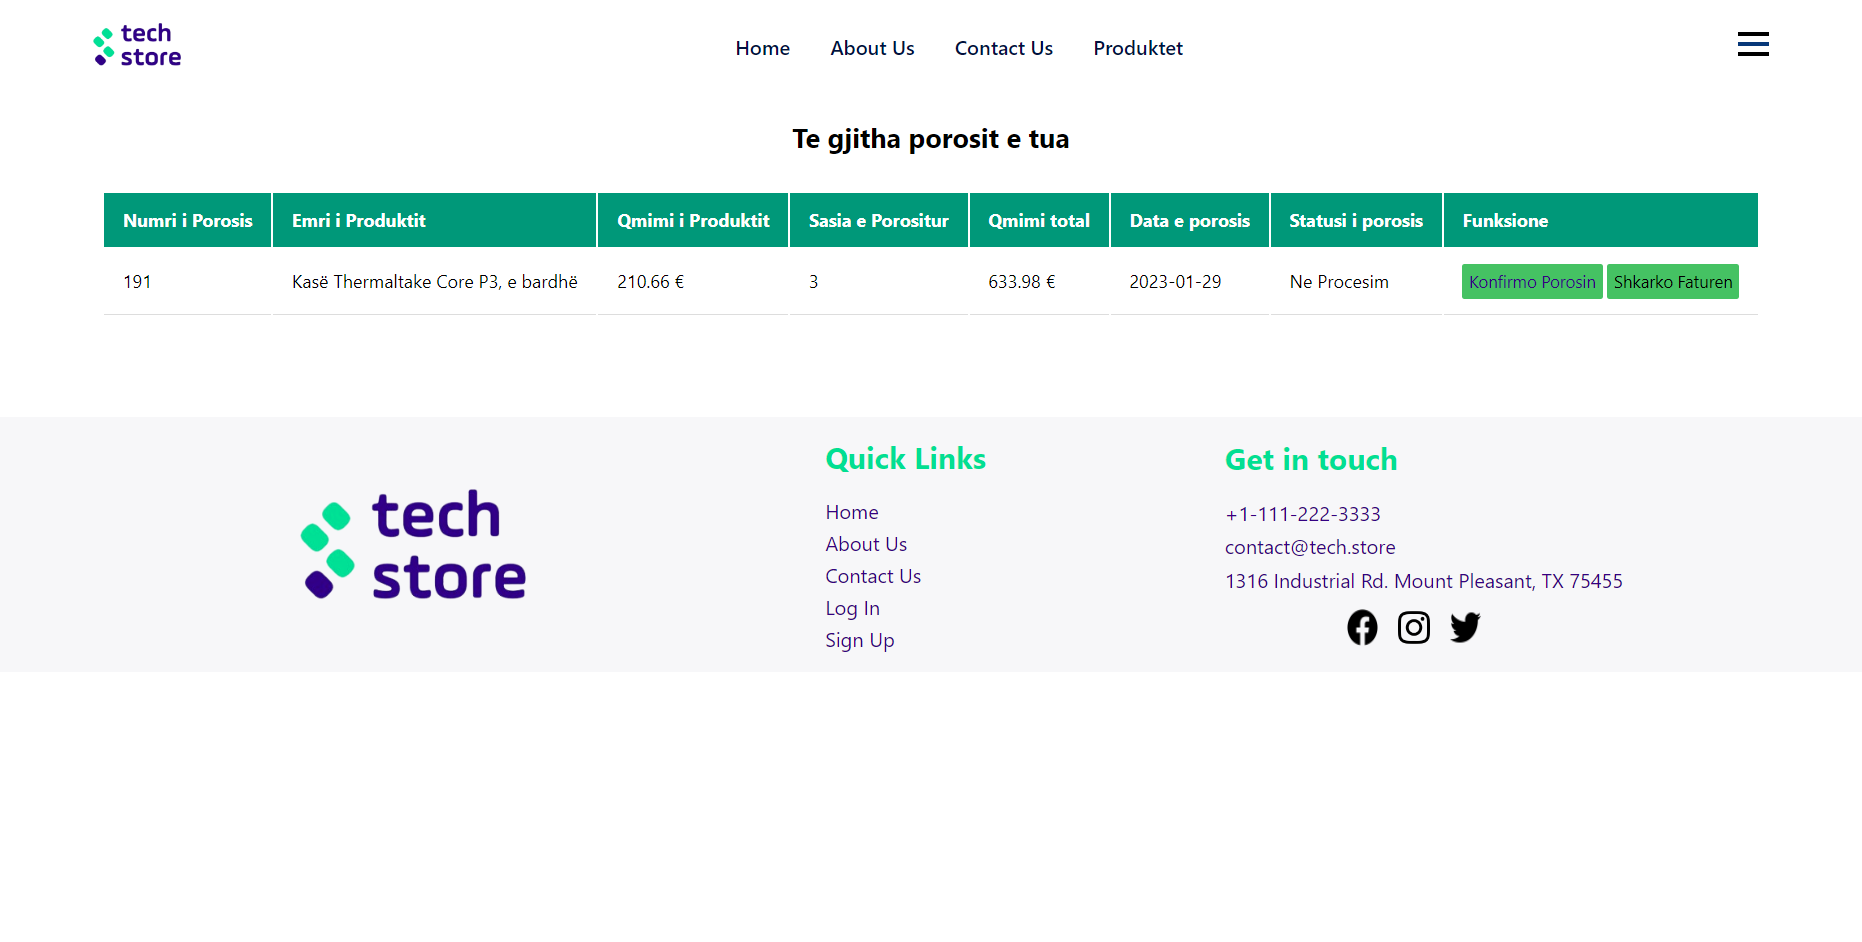 tech
store
Home About Us Contact Us Produktet
Te gjitha porosit e tua
Numri i Porosis Emri i Produktit Qmimi i Produktit Sasia e Porositur Qmimi total Data e porosis Statusi i porosis Funksione
191 Kasë Thermaltake Core P3, e bardhë 210.66 € 3 633.98 € 2023-01-29 Ne Procesim Konfirmo Porosin Shkarko Faturen
tech
store
Quick Links
Home
About Us
Contact Us
Log In
Sign Up
Get in touch
+1-111-222-3333
contact@tech.store
1316 Industrial Rd. Mount Pleasant, TX 75455